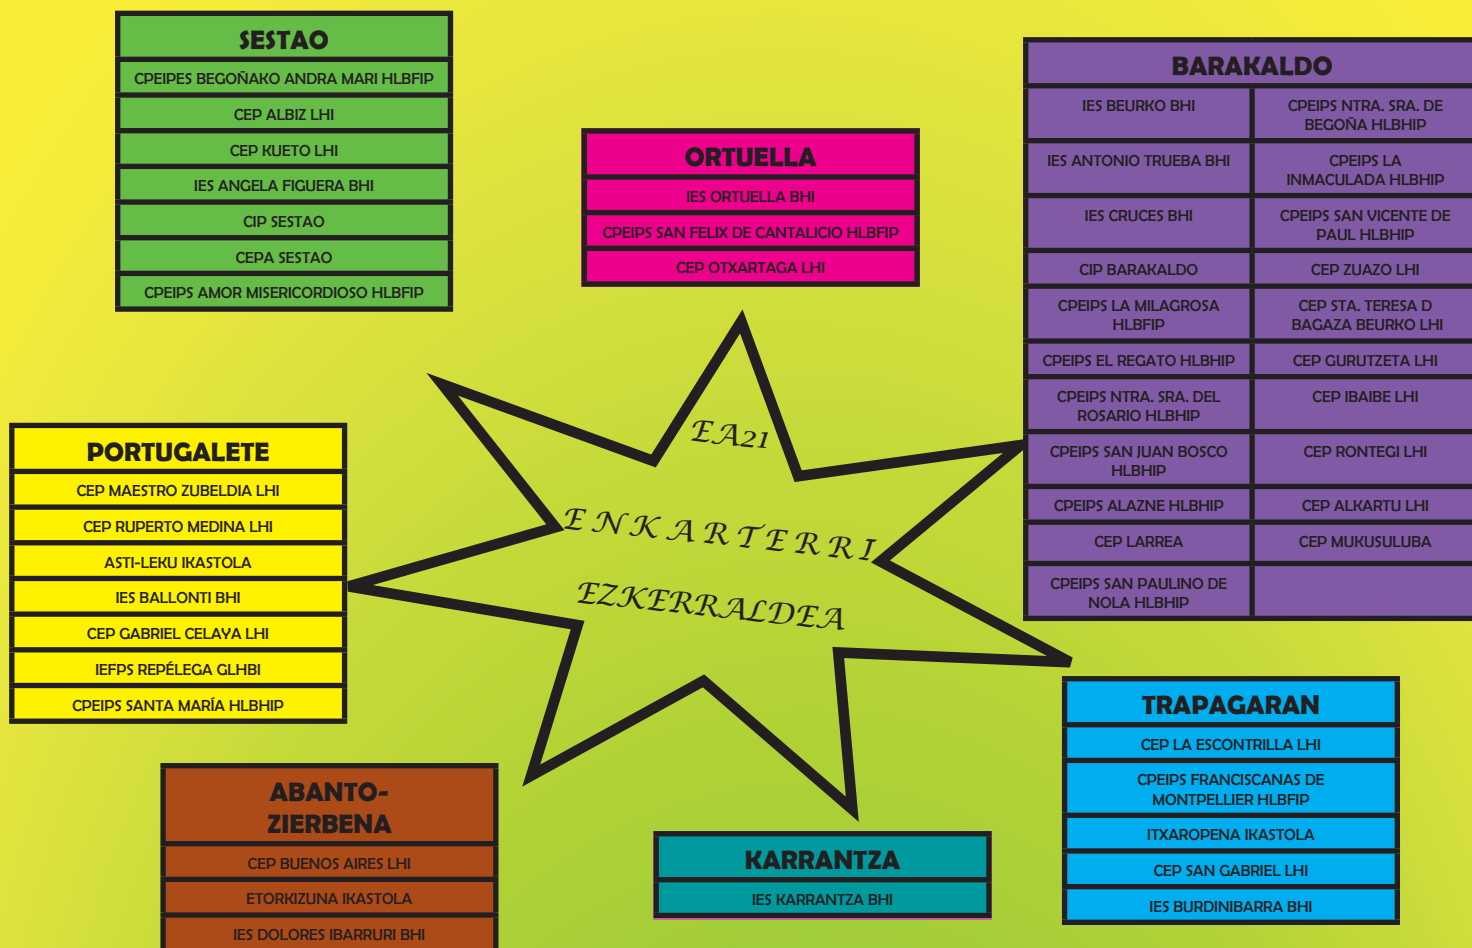 SESTAO
CPEIPES BEGOÑAKO ANDRA MARI HLBFIP
CEP ALBIZ LHI
CEP KUETO LHI
IES ANGELA FIGUERA BHI
CIP SESTAO
CEPA SESTAO
CPEIPS AMOR MISERICORDIOSO HLBFIP
ORTUELLA
IES ORTUELLA BHI
CPEIPS SAN FELIX DE CANTALICIO HLBFIP
CEP OTXARTAGA LHI
BARAKALDO
IES BEURKO BHI
CPEIPS NTRA. SRA. DE
BEGOÑA HLBHIP
IES ANTONIO TRUEBA BHI
CPEIPS LA
INMACULADA HLBHIP
IES CRUCES BHI
CPEIPS SAN VICENTE DE
PAUL HLBHIP
CIP BARAKALDO
CEP ZUAZO LHI
CPEIPS LA MILAGROSA
HLBFIP
CEP STA. TERESA D
BAGAZA BEURKO LHI
CPEIPS EL REGATO HLBHIP
CEP GURUTZETA LHI
CPEIPS NTRA. SRA. DEL
ROSARIO HLBHIP
CEP IBAIBE LHI
CPEIPS SAN JUAN BOSCO
HLBHIP
CEP RONTEGI LHI
CPEIPS ALAZNE HLBHIP
CEP ALKARTU LHI
CEP LARREA
CEP MUKUSULUBA
CPEIPS SAN PAULINO DE
NOLA HLBHIP
EA21
ENKARTERRI
EZKERRALDEA
PORTUGALETE
CEP MAESTRO ZUBELDIA LHI
CEP RUPERTO MEDINA LHI
ASTI-LEKU IKASTOLA
IES BALLONTI BHI
CEP GABRIEL CELAYA LHI
IEFPS REPÉLEGA GLHBI
CPEIPS SANTA MARÍA HLBHIP
TRAPAGARAN
CEP LA ESCONTRILLA LHI
CPEIPS FRANCISCANAS DE
MONTPELLIER HLBFIP
ITXAROPENA IKASTOLA
CEP SAN GABRIEL LHI
IES BURDINIBARRA BHI
ABANTO-
ZIERBENA
CEP BUENOS AIRES LHI
ETORKIZUNA IKASTOLA
IES DOLORES IBARRURI BHI
KARRANTZA
IES KARRANTZA BHI